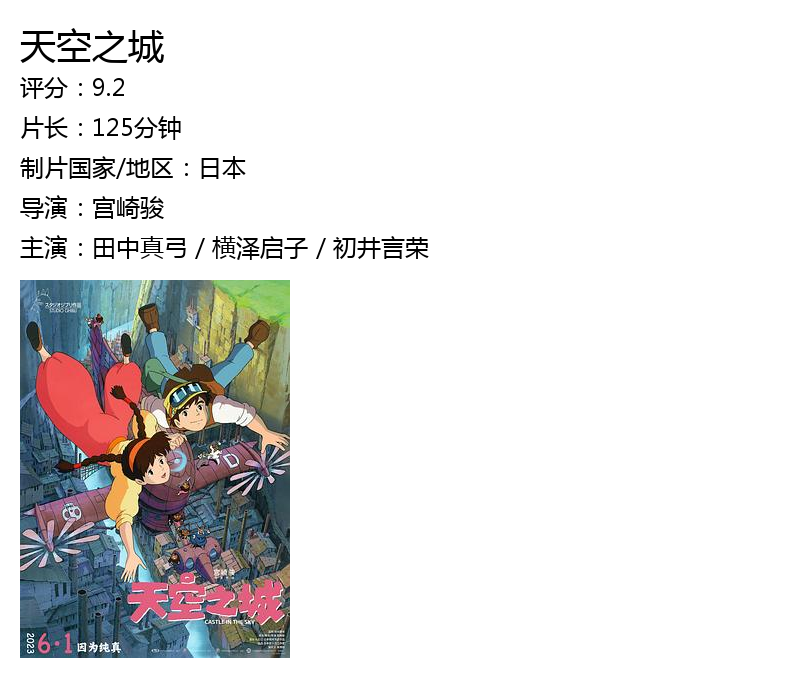 天空之城
评分：9.2
片长：125分钟
制片国家/地区：日本
导演：宫崎骏
主演：田中真弓 / 横泽启子 / 初井言荣
スタジオジブリ作品
STUDIO GHIBLI
D
天空之城
CASTLE IN THE SKY
2023
6·1 因为纯真